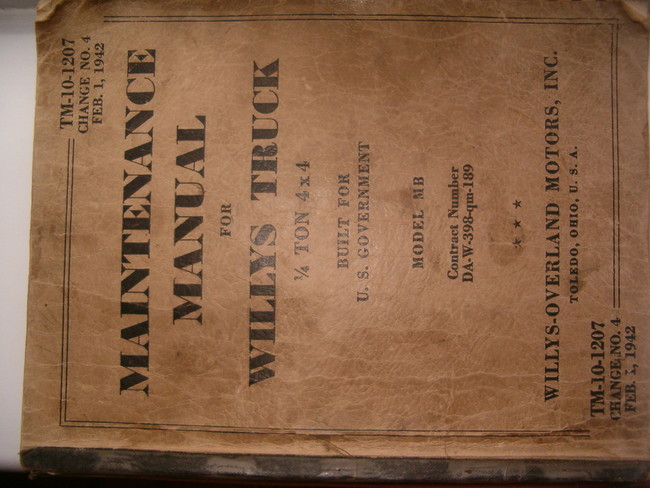 TM-10-1207
CHANGE NO. 4
FEB. 1, 1942
MAINTENANCE
MANUAL
FOR
WILLYS TRUCK
¼ TON 4x4
BUILT FOR
U. S. GOVERNMENT
MODEL MB
Contract Number
DA-W-398-qm-189
★ ★ ★
WILLYS-OVERLAND MOTORS, INC.
TOLEDO, OHIO, U. S. A.
TM-10-1207
CHANGE NO. 4
FEB. 1, 1942